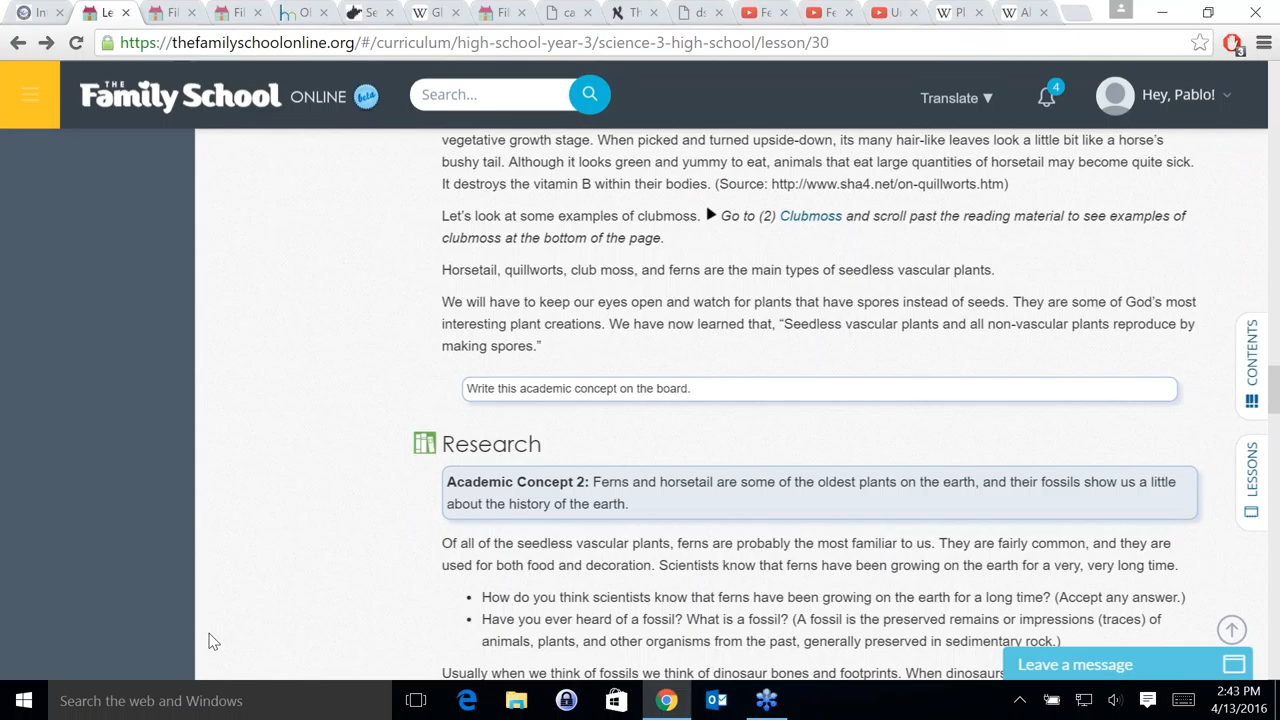 In
Le
Fil
Fil
Ol
Se
Gl
Fil
ca
Th
ds
Fe
Fe
Un
Pl
Al
https://thefamilyschoolonline.org/#/curriculum/high-school-year-3/science-3-high-school/lesson/30
3
THE Family School ONLINE beta
Search...
Translate ▼
4
Hey, Pablo!
vegetative growth stage. When picked and turned upside-down, its many hair-like leaves look a little bit like a horse's
bushy tail. Although it looks green and yummy to eat, animals that eat large quantities of horsetail may become quite sick.
It destroys the vitamin B within their bodies. (Source: http://www.sha4.net/on-quillworts.htm)
Let's look at some examples of clubmoss. ▶ Go to (2) Clubmoss and scroll past the reading material to see examples of
clubmoss at the bottom of the page.
Horsetail, quillworts, club moss, and ferns are the main types of seedless vascular plants.
We will have to keep our eyes open and watch for plants that have spores instead of seeds. They are some of God's most
interesting plant creations. We have now learned that, “Seedless vascular plants and all non-vascular plants reproduce by
making spores.”
Write this academic concept on the board.
Research
Academic Concept 2: Ferns and horsetail are some of the oldest plants on the earth, and their fossils show us a little
about the history of the earth.
Of all of the seedless vascular plants, ferns are probably the most familiar to us. They are fairly common, and they are
used for both food and decoration. Scientists know that ferns have been growing on the earth for a very, very long time.
• How do you think scientists know that ferns have been growing on the earth for a long time? (Accept any answer.)
• Have you ever heard of a fossil? What is a fossil? (A fossil is the preserved remains or impressions (traces) of
animals, plants, and other organisms from the past, generally preserved in sedimentary rock.)
Usually when we think of fossils we think of dinosaur bones and footprints. When dinosaurs
CONTENTS
LESSONS
Leave a message
Search the web and Windows
2:43 PM
4/13/2016